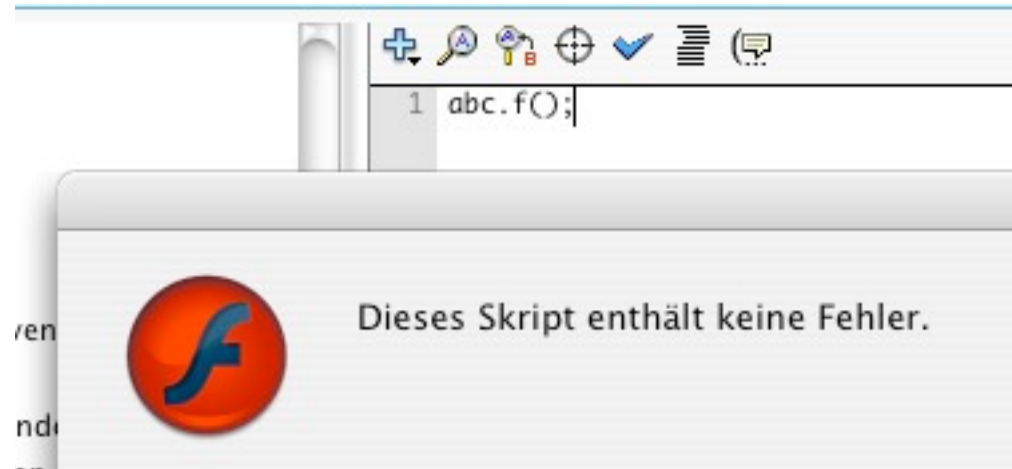 1 abc.f();
Dieses Skript enthält keine Fehler.